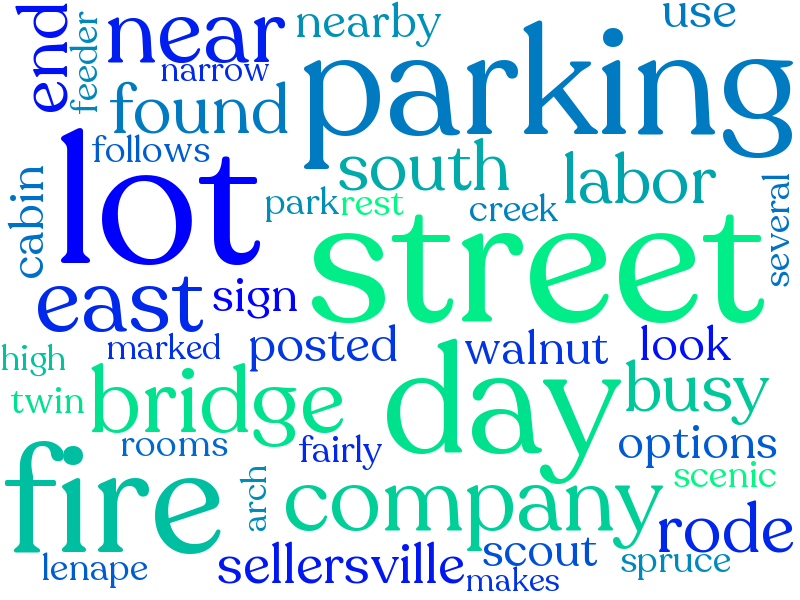 end
feeder
near
narrow
nearby
use
parking
found
follows
lot
south
labor
cabin
park
rest
creek
several
street
east
sign
high
marked
posted
walnut
look
twin
bridge
day
busy
rooms
fairly
options
fire
arch
company
scenic
rode
lenape
sellersville
scout
spruce
makes